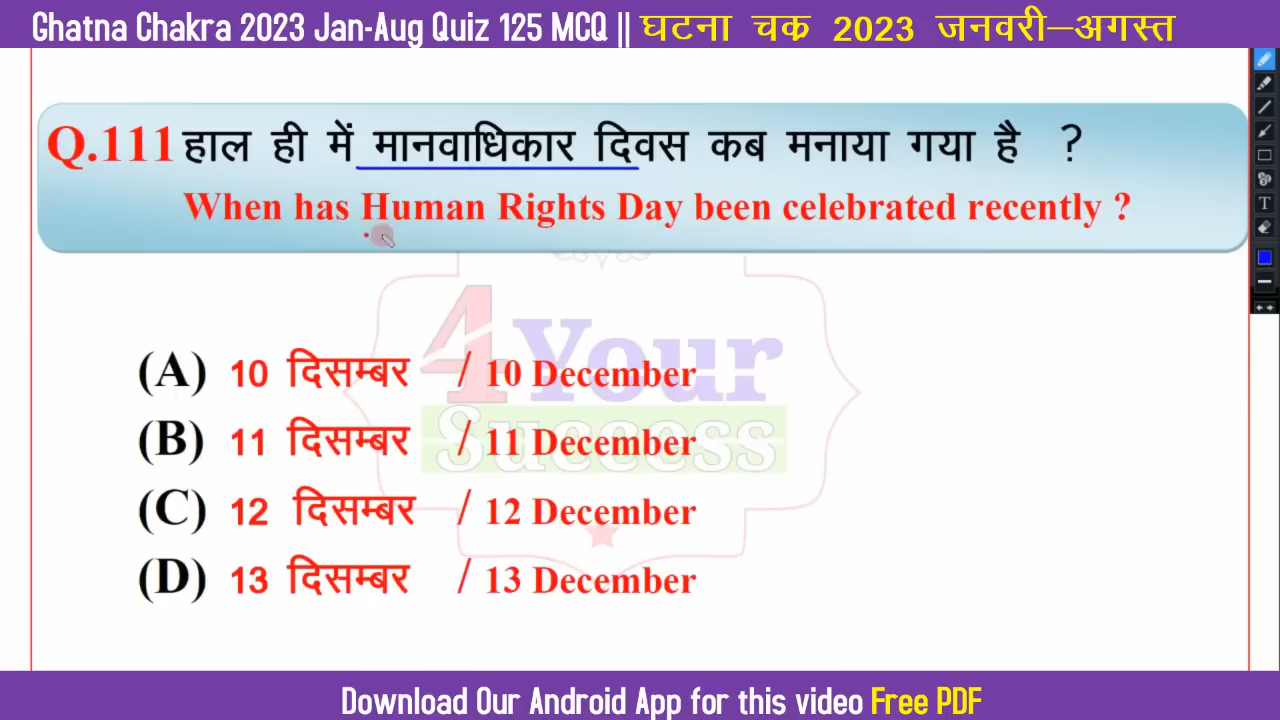 Ghatna Chakra 2023 Jan-Aug Quiz 125 MCQ || घटना चक्र 2023 जनवरी–अगस्त
Q.111 हाल ही में मानवाधिकार दिवस कब मनाया गया है ?
When has Human Rights Day been celebrated recently ?
4Your
Success
(A) 10 दिसम्बर / 10 December
(B) 11 दिसम्बर / 11 December
(C) 12 दिसम्बर / 12 December
(D) 13 दिसम्बर / 13 December
Download Our Android App for this video Free PDF